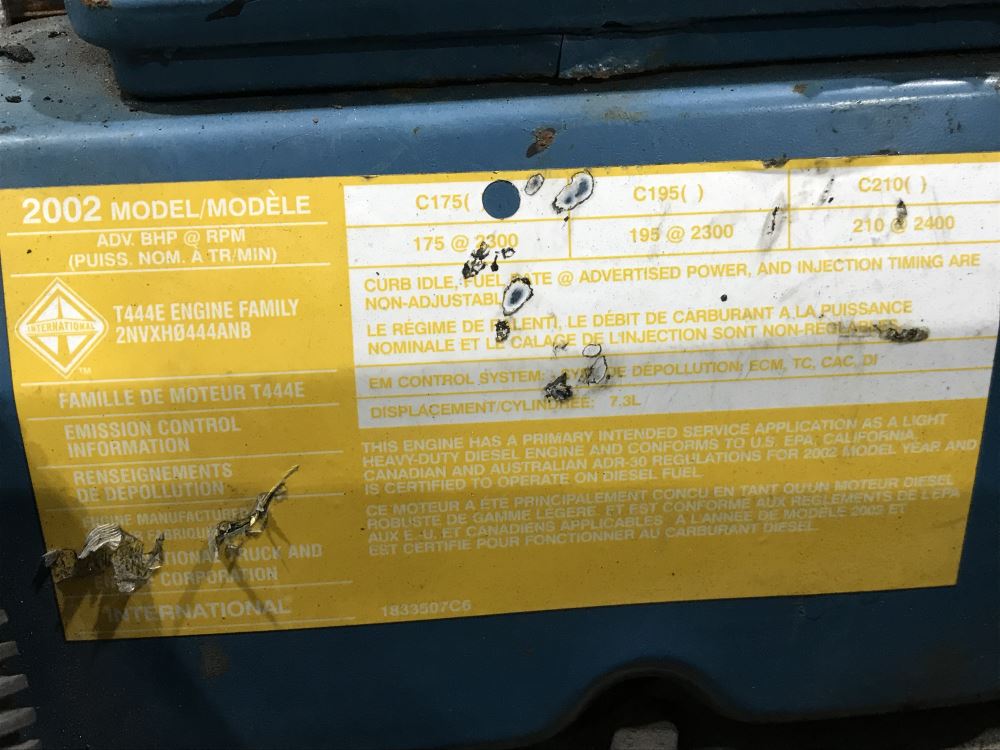 2002 MODEL/MODÈLE
ADV. BHP @ RPM
(PUISS. NOM. À TR/MIN)
C175( C195( ) C210( )
175 @ 2300 195 @ 2300 210 @ 2400
INTERNATIONAL
TM
T444E ENGINE FAMILY
2NVXHØ444ANB
FAMILLE DE MOTEUR T444E
EMISSION CONTROL
INFORMATION
RENSEIGNEMENTS
DE DÉPOLLUTION
ENGINE MANUFACTURED
TRUCK AND
CORPORATION
INTERNATIONAL
CURB IDLE, FUEL RATE @ ADVERTISED POWER, AND INJECTION TIMING ARE
NON-ADJUSTABLE
LE RÉGIME DE RALENTI, LE DÉBIT DE CARBURANT A LA PUISSANCE
NOMINALE ET LE CALAGE DE L'INJECTION SONT NON-RÉGLABLES
EM CONTROL SYSTEM DE DÉPOLLUTION: ECM, TC, CAC, DI
DISPLACEMENT/CYLINDRÉE: 7.3L
THIS ENGINE HAS A PRIMARY INTENDED SERVICE APPLICATION AS A LIGHT
HEAVY-DUTY DIESEL ENGINE AND CONFORMS TO U.S. EPA, CALIFORNIA,
CANADIAN AND AUSTRALIAN ADR-30 REGULATIONS FOR 2002 MODEL YEAR AND
IS CERTIFIED TO OPERATE ON DIESEL FUEL
CE MOTEUR A ÉTÉ PRINCIPALEMENT CONCU EN TANT QU'UN MOTEUR DIESEL
ROBUSTE DE GAMME LÉGÈRE, ET EST CONFORME AUX REGLEMENTS DE L'EPA
AUX E.-U. ET CANADIENS APPLICABLES A L'ANNÉE DE MODÈLE 2002 ET
EST CERTIFIÉ POUR FONCTIONNER AU CARBURANT DIESEL.
1833507C6